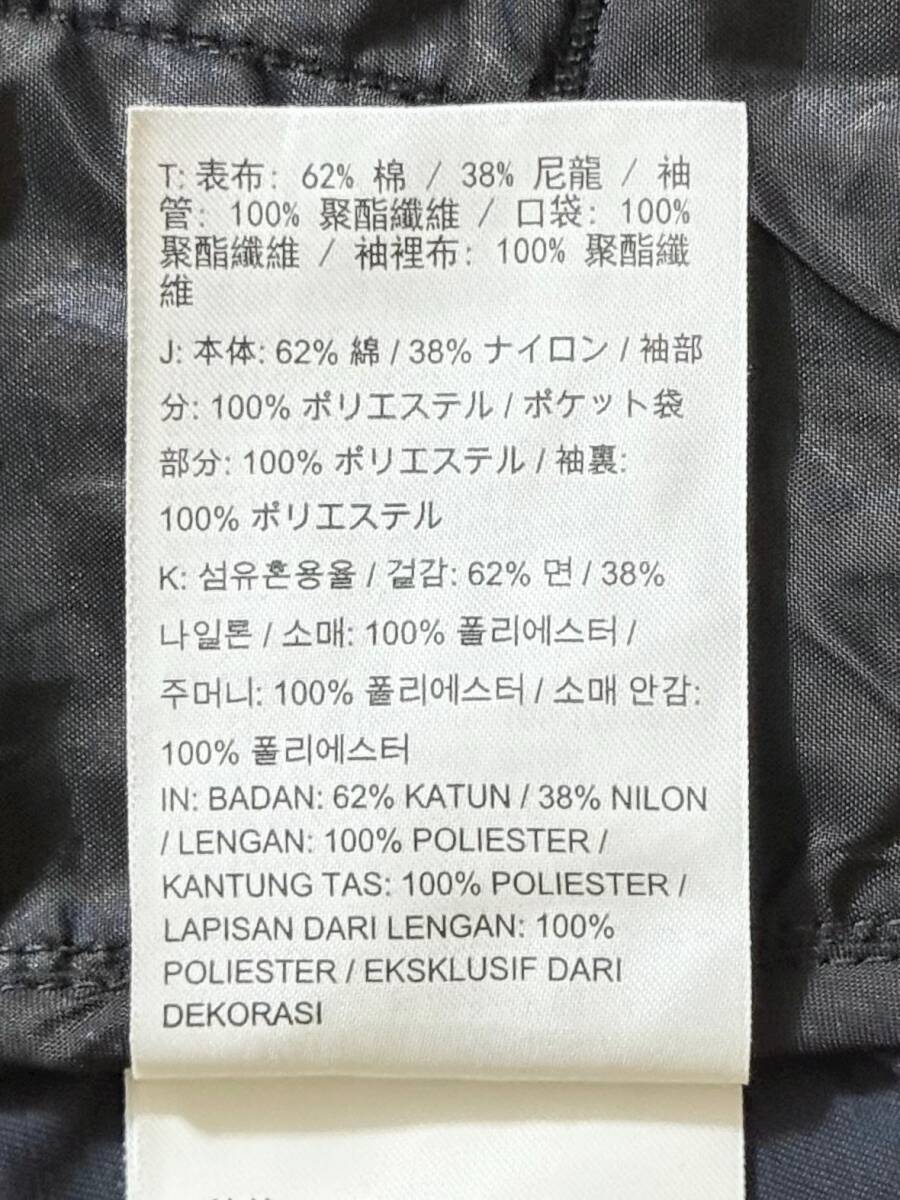 T: 表布: 62% 棉 / 38% 尼龍 / 袖
管: 100% 聚酯纖維 / 口袋: 100%
聚酯纖維 / 袖裡布: 100% 聚酯纖
維
J: 本体: 62% 綿 / 38% ナイロン / 袖部
分: 100% ポリエステル / ポケット袋
部分: 100% ポリエステル / 袖裏:
100% ポリエステル
K: 섬유혼용율 / 겉감: 62% 면 / 38%
나일론 / 소매: 100% 폴리에스터 /
주머니: 100% 폴리에스터 / 소매 안감:
100% 폴리에스터
IN: BADAN: 62% KATUN / 38% NILON
/ LENGAN: 100% POLIESTER /
KANTUNG TAS: 100% POLIESTER /
LAPISAN DARI LENGAN: 100%
POLIESTER / EKSKLUSIF DARI
DEKORASI